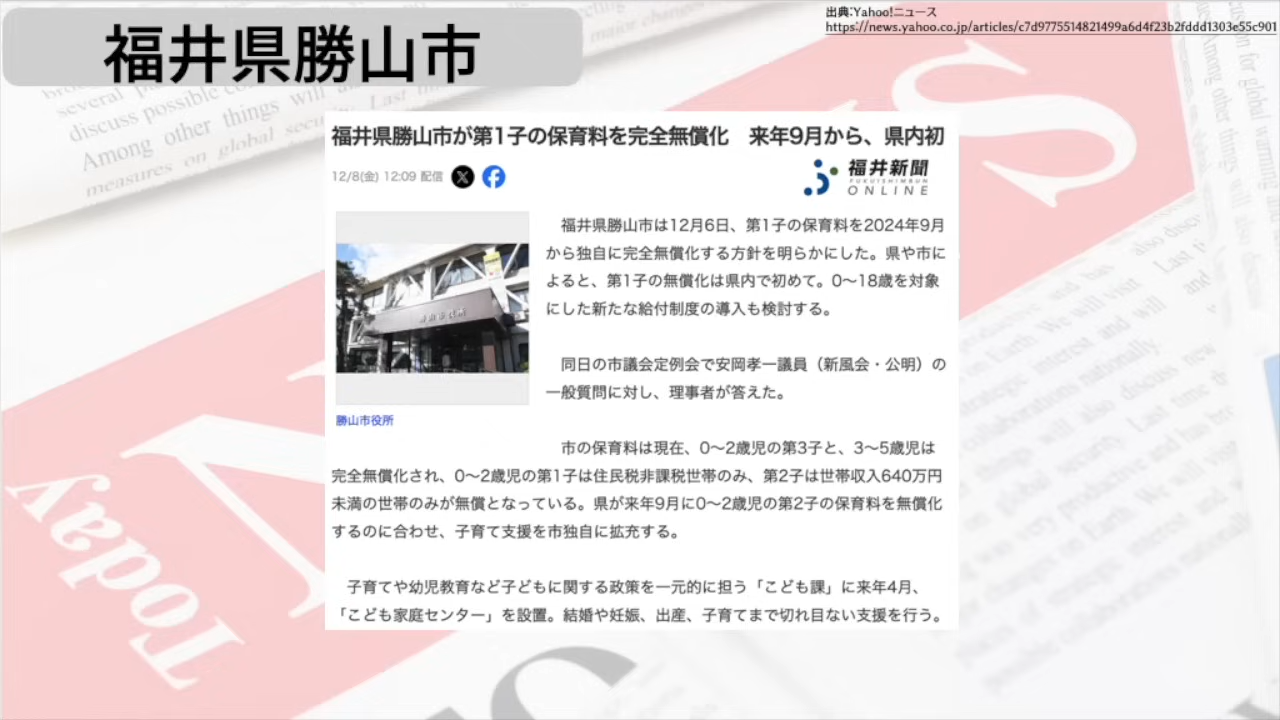 福井県勝山市
出典:Yahoo!ニュース
https://news.yahoo.co.jp/articles/c7d9775514821499a6d4f23b2fddd1303e55c901
福井県勝山市が第1子の保育料を完全無償化　来年9月から、県内初
12/8(金) 12:09 配信
福井新聞
FUKUISHIMBUN
ONLINE
福井県勝山市は12月6日、第1子の保育料を2024年9月
から独自に完全無償化する方針を明らかにした。県や市に
よると、第1子の無償化は県内で初めて。0〜18歳を対象
にした新たな給付制度の導入も検討する。
同日の市議会定例会で安岡孝一議員（新風会・公明）の
一般質問に対し、理事者が答えた。
勝山市役所
市の保育料は現在、0〜2歳児の第3子と、3〜5歳児は
完全無償化され、0〜2歳児の第1子は住民税非課税世帯のみ、第2子は世帯収入640万円
未満の世帯のみが無償となっている。県が来年9月に0〜2歳児の第2子の保育料を無償化
するのに合わせ、子育て支援を市独自に拡充する。
子育てや幼児教育など子どもに関する政策を一元的に担う「こども課」に来年4月、
「こども家庭センター」を設置。結婚や妊娠、出産、子育てまで切れ目ない支援を行う。
several
discuss possible
Among other things will
measures on global
Today